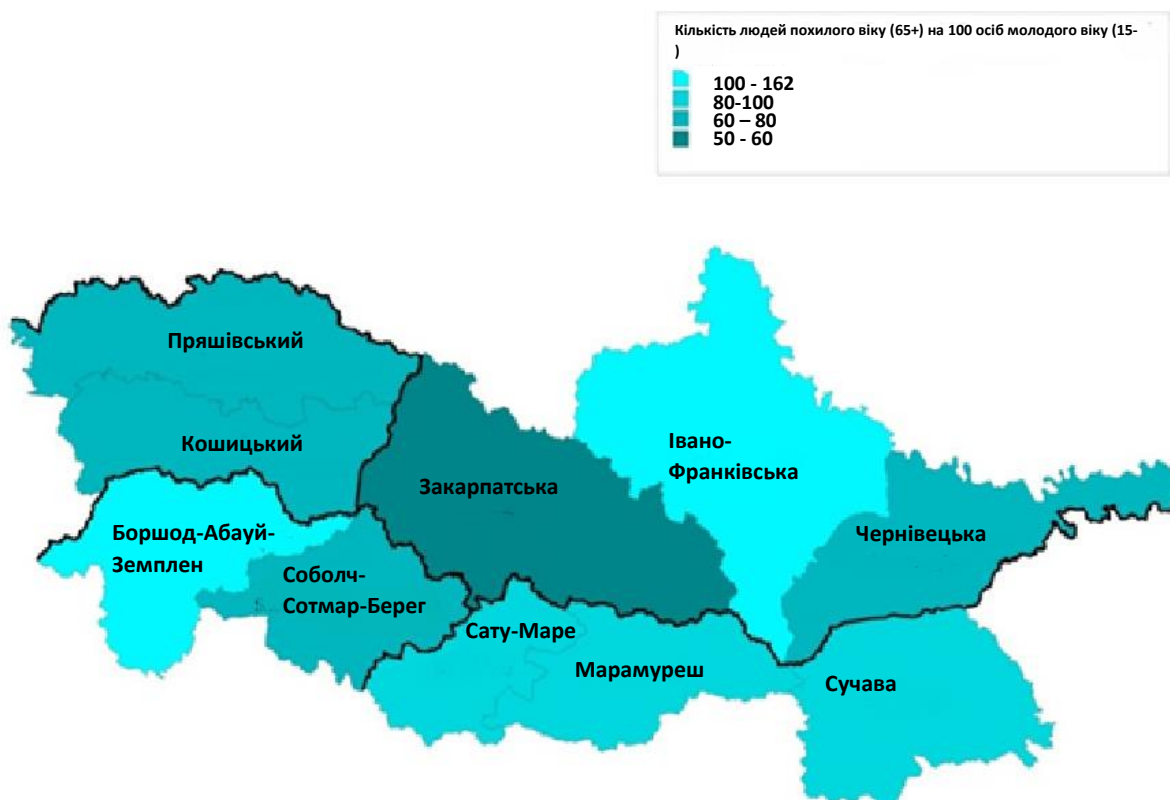 Кількість людей похилого віку (65+) на 100 осіб молодого віку (15-
)
100 - 162
80-100
60 – 80
50 - 60
Пряшівський
Кошицький
Івано-
Франківська
Закарпатська
Боршод-Абауй-
Земплен
Чернівецька
Соболч-
Сотмар-Берег
Сату-Маре
Марамуреш
Сучава